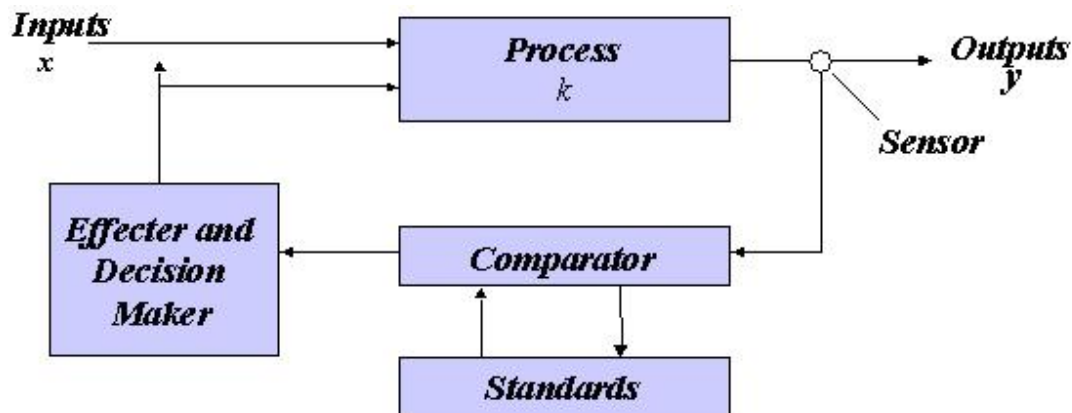 Inputs
x
Process
k
Outputs
y
Sensor
Effecter and
Decision
Maker
Comparator
Standards